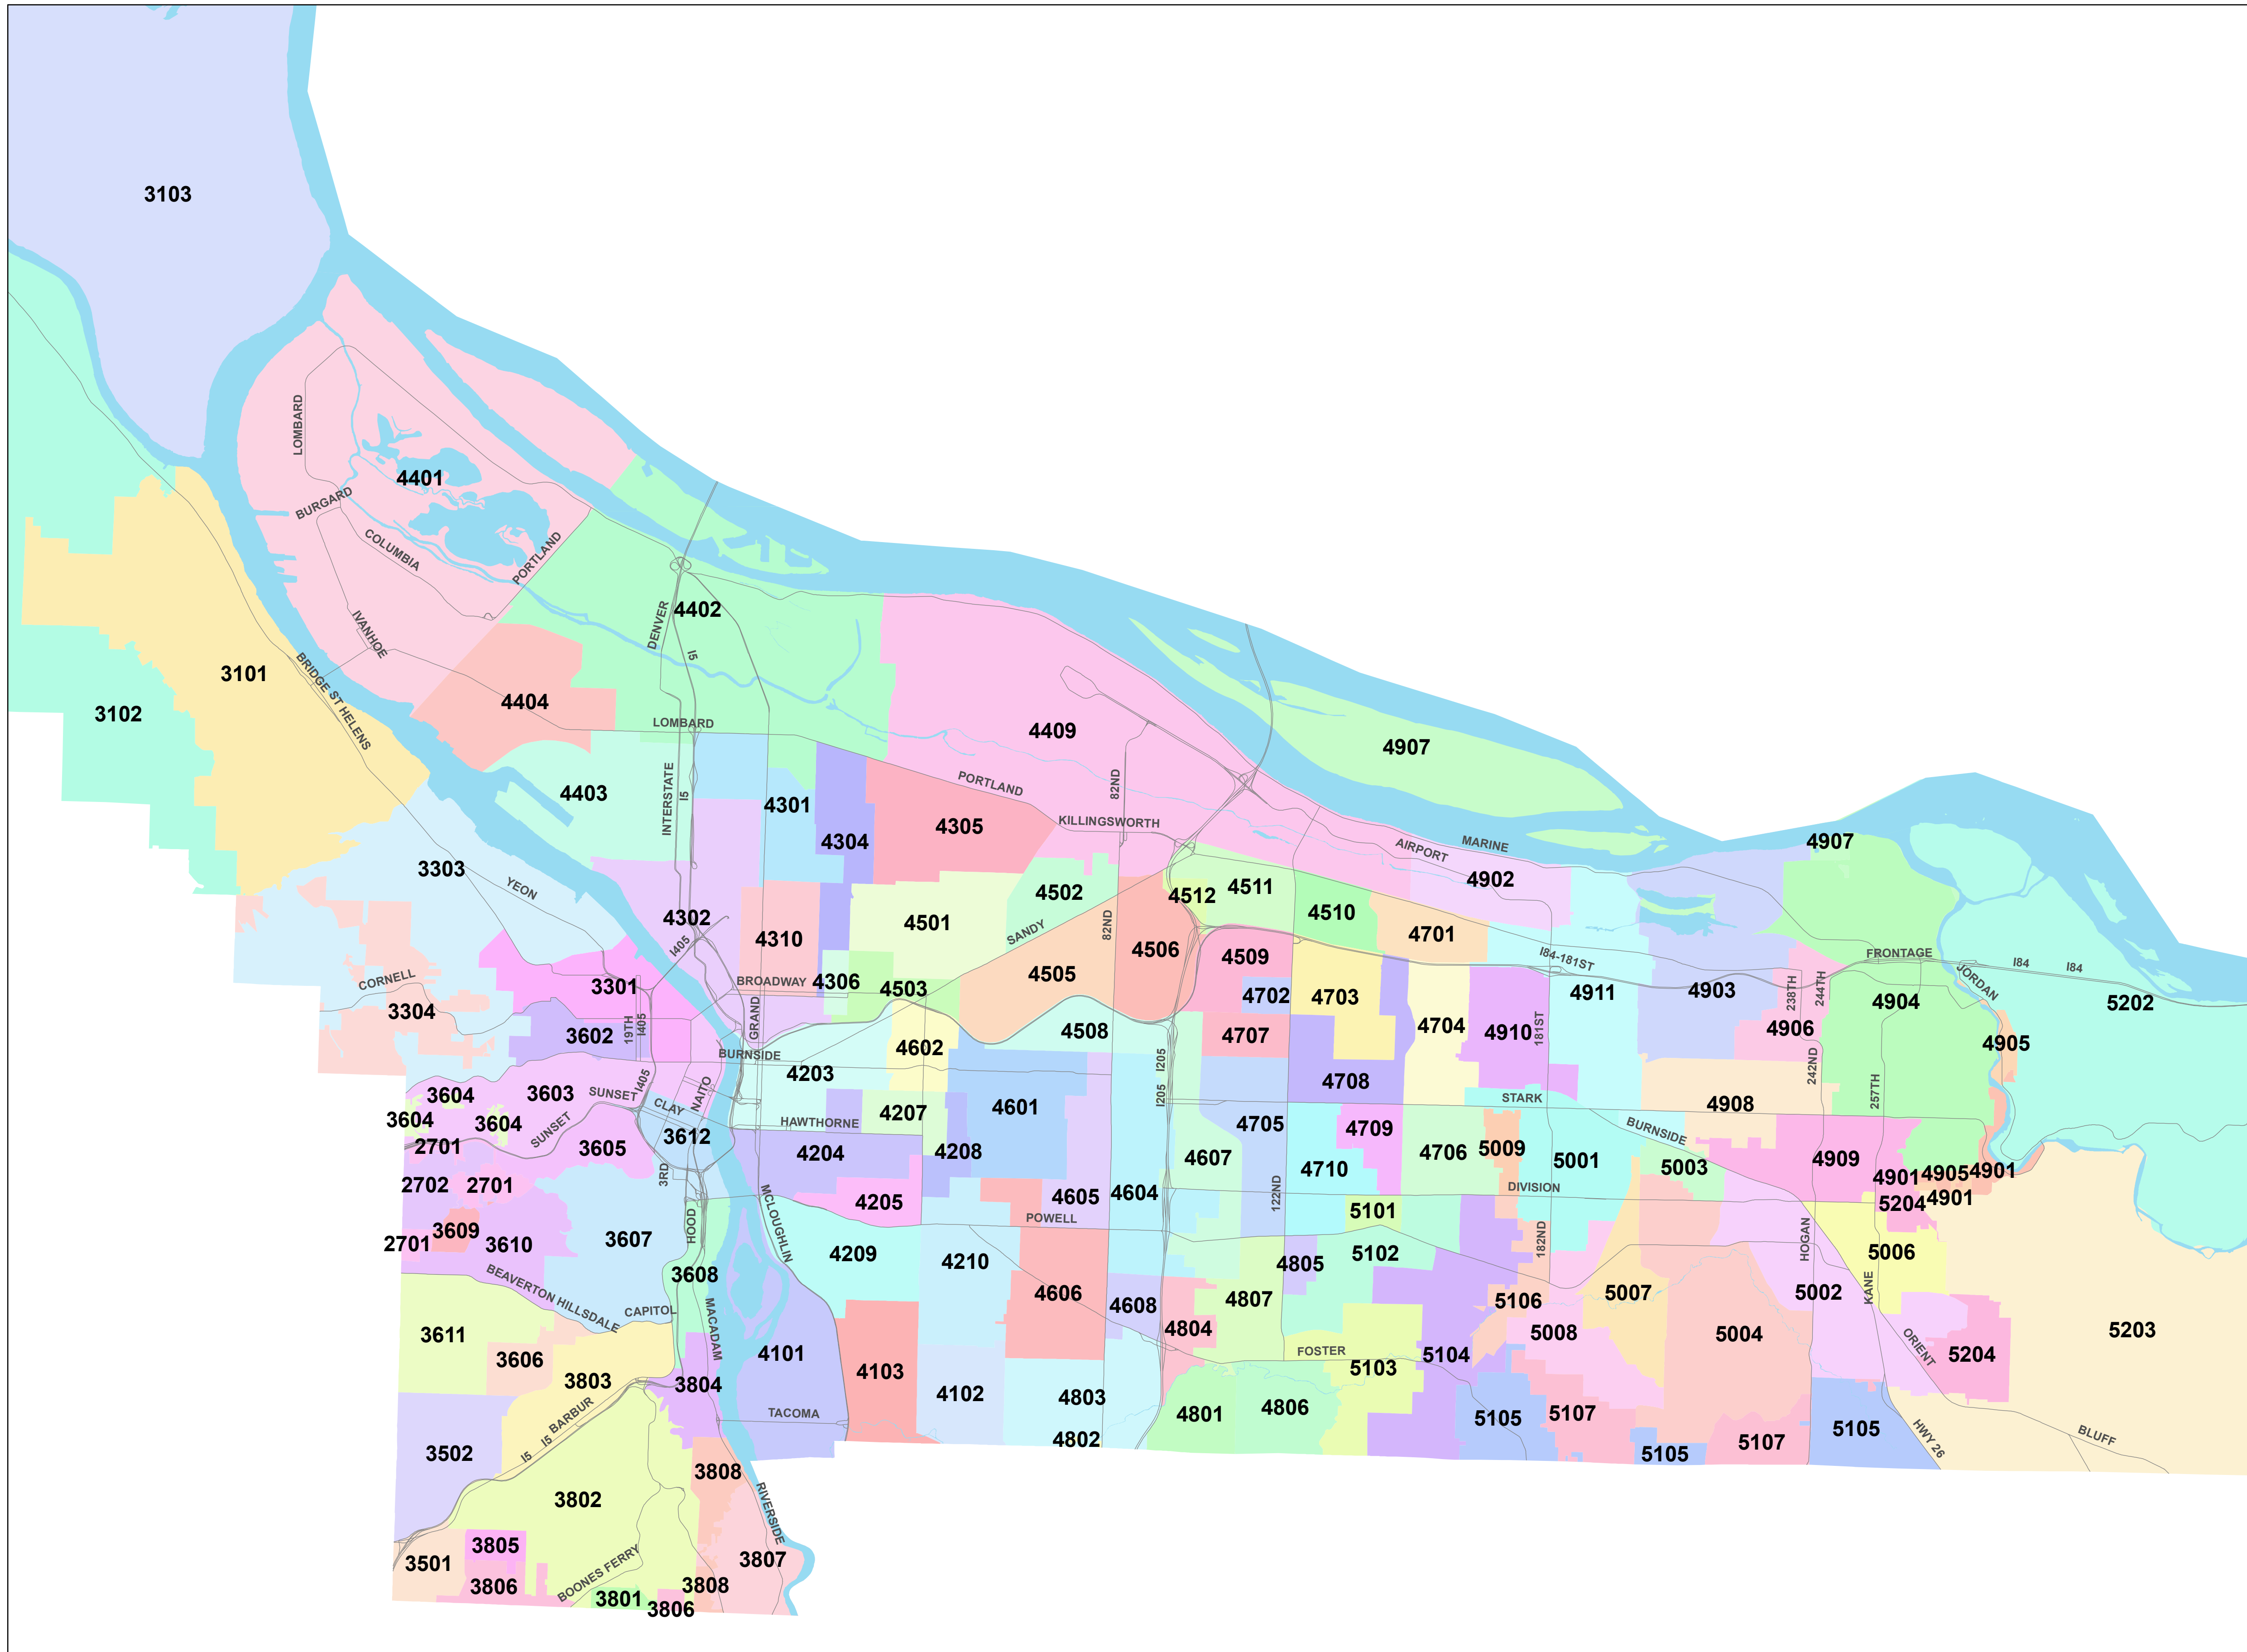 3103
LOMBARD
4401
BURGARD
COLUMBIA
PORTLAND
IVANHOE
DENVER
4402
I5
3101
BRIDGE ST HELENS
3102
4404
LOMBARD
4409
4907
4403
INTERSTATE
I5
4301
PORTLAND
82ND
KILLINGSWORTH
4304
4305
MARINE
AIRPORT
4907
3303
YEON
4502
4512
4511
4902
4302
I405
4310
4501
SANDY
82ND
4510
4701
4506
4509
I84-181ST
FRONTAGE
I84
I84
JORDAN
CORNELL
3304
3301
BROADWAY
4306
4503
4505
4702
4703
4911
4903
238TH
244TH
4904
5202
19TH
I405
3602
GRAND
4602
4508
4707
4704
4910
181ST
4906
4905
BURNSIDE
4203
I205
I205
4708
242ND
257TH
3604
3603
SUNSET
I405
NAITO
CLAY
HAWTHORNE
4207
4601
STARK
4908
3604
3604
SUNSET
3612
4705
4709
BURNSIDE
2701
3605
4204
4208
4607
4710
4706
5009
5001
5003
4909
2702
2701
3RD
4205
4605
4604
122ND
DIVISION
4901
4905
4901
5204
4901
3609
3610
2701
3607
HOOD
MCLOUGHLIN
POWELL
5101
182ND
HOGAN
4209
4210
4805
5102
5006
3608
BEAVERTON HILLSDALE
CAPITOL
MACADAM
4606
4608
4807
5106
5007
5002
KANE
3611
3606
4101
4804
5008
5004
ORIENT
5203
3803
3804
4103
4102
4803
FOSTER
5103
5104
5204
I5
I5
BARBUR
TACOMA
4801
4806
5105
5107
5105
HWY 26
BLUFF
3502
4802
5105
5107
3808
3802
RIVERSIDE
3805
3501
3806
BOONES FERRY
3801
3806
3808
3807